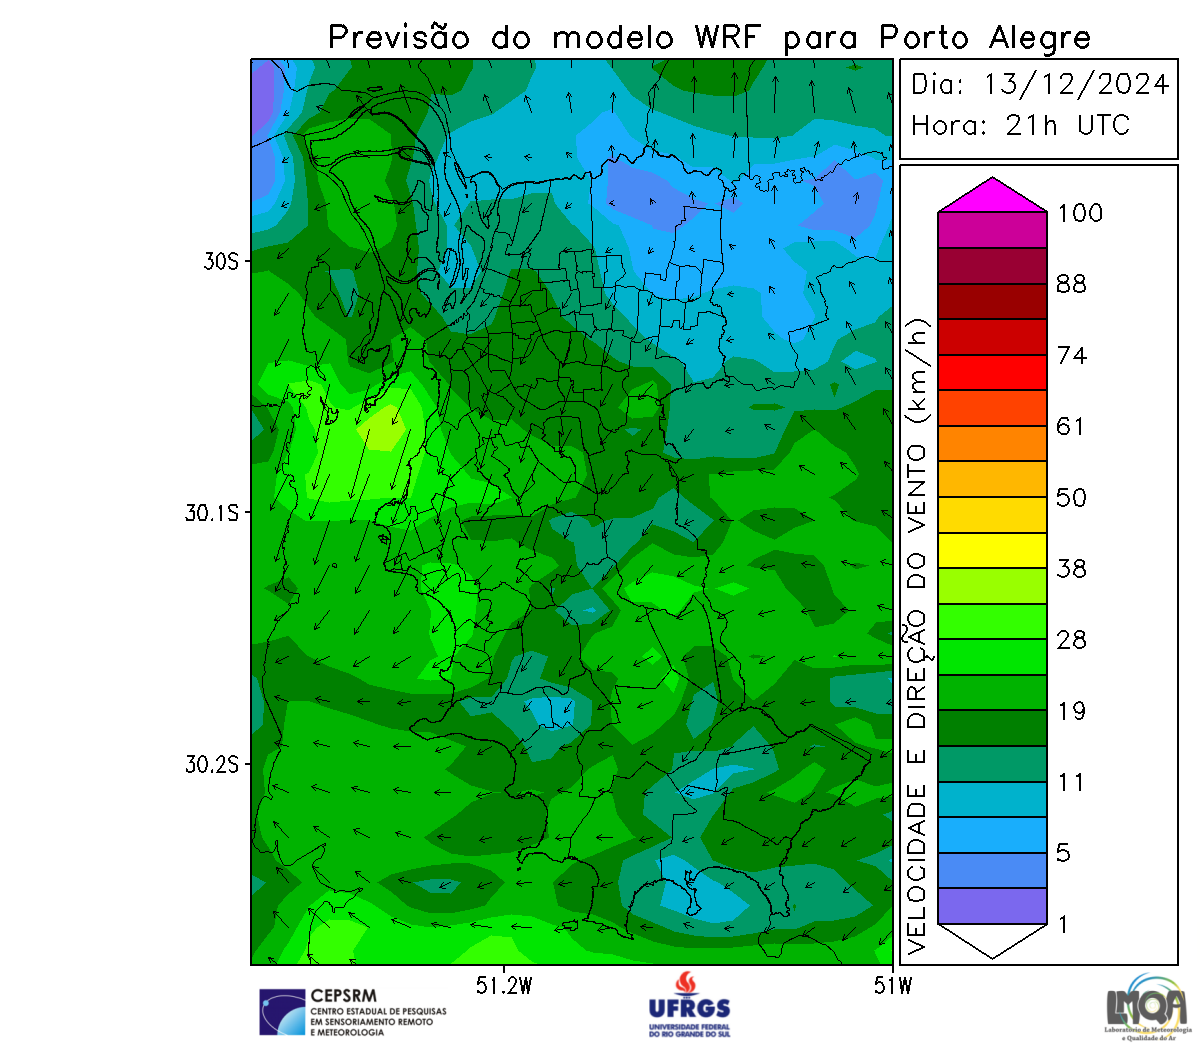 Previsão do modelo WRF para Porto Alegre
Dia: 13/12/2024
Hora: 21h UTC
30S
30.1S
30.2S
51.2W
51W
VELOCIDADE E DIREÇÃO DO VENTO (km/h)
100
88
74
61
50
38
28
19
11
5
1
CEPSRM
CENTRO ESTADUAL DE PESQUISAS
EM SENSORIAMENTO REMOTO
E METEOROLOGIA
UFRGS
UNIVERSIDADE FEDERAL
DO RIO GRANDE DO SUL
LMQA
Laboratório de Meteorologia
e Qualidade do Ar